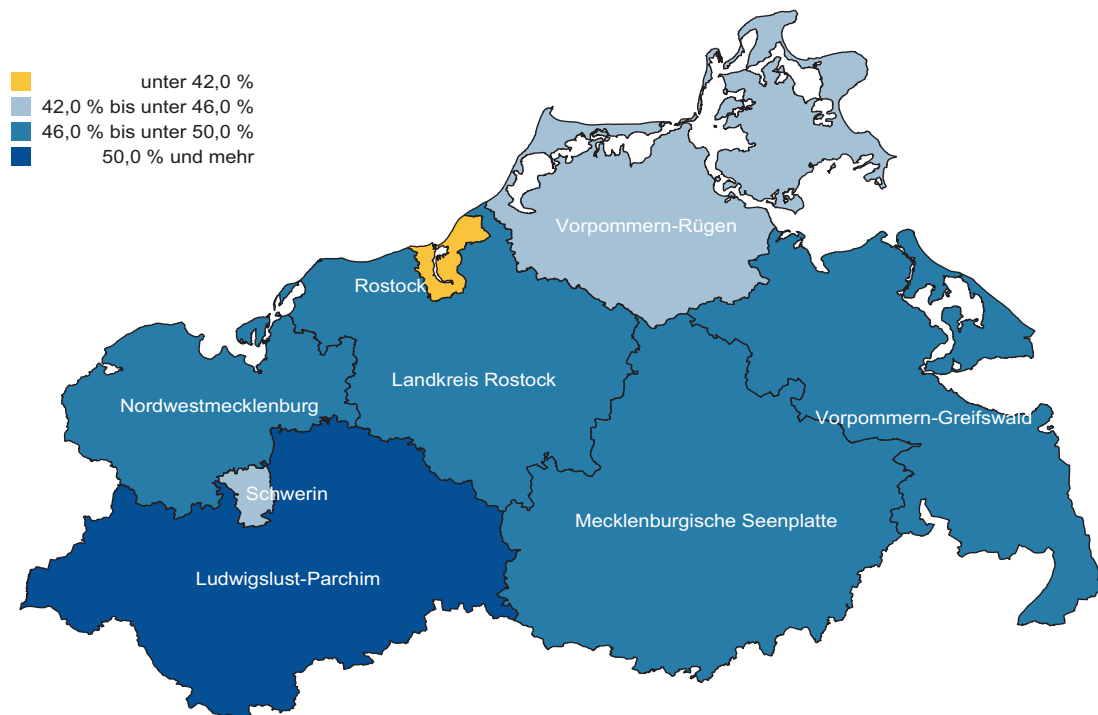 unter 42,0 %
42,0 % bis unter 46,0 %
46,0 % bis unter 50,0 %
50,0 % und mehr
Vorpommern-Rügen
Rostock
Landkreis Rostock
Nordwestmecklenburg
Vorpommern-Greifswald
Schwerin
Mecklenburgische Seenplatte
Ludwigslust-Parchim